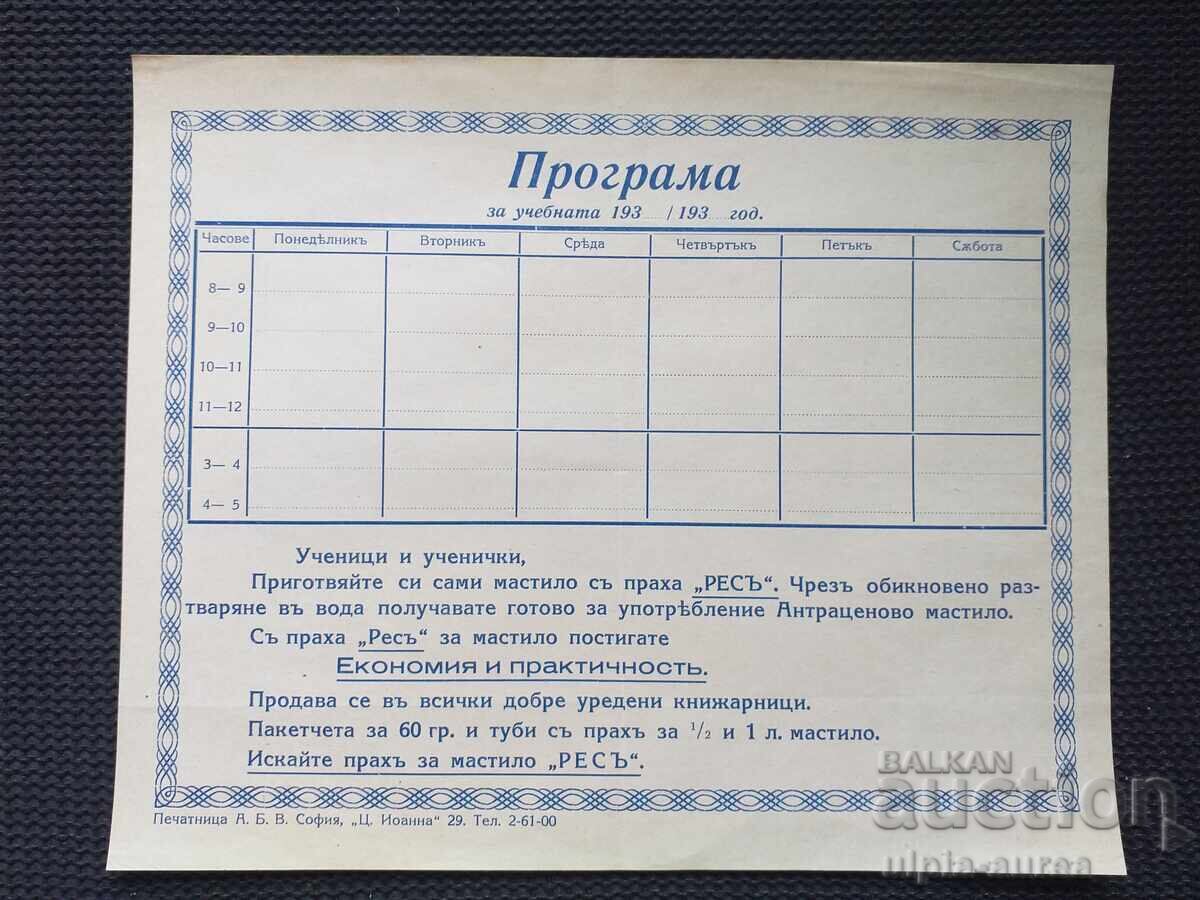 Програма
за учебната 193...../193.....год.
Часове Понедѣлникъ Вторникъ Срѣда Четвъртъкъ Петъкъ Сѫбота
8— 9
9—10
10—11
11—12
3— 4
4— 5
Ученици и ученички,
Приготвяйте си сами мастило съ праха „РЕСЪ“. Чрезъ обикновено раз-
тваряне въ вода получавате готово за употрѣбление Антраценово мастило.
Съ праха „Ресъ“ за мастило постигате
Економия и практичность.
Продава се въ всички добре уредени книжарници.
Пакетчета за 60 гр. и туби съ прахъ за ½ и 1 л. мастило.
Искайте прахъ за мастило „РЕСЪ“.
Печатница А. Б. В. София, „Ц. Иоанна“ 29. Тел. 2-61-00
BALKAN
auction
ulpia-aurea